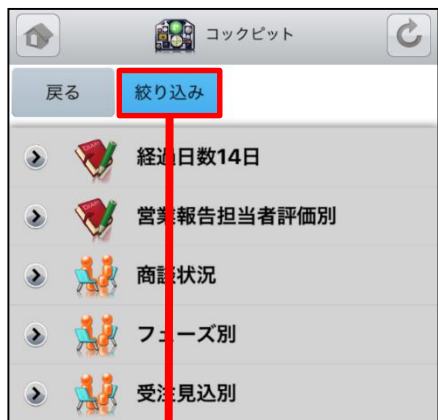 コックピット
戻る
絞り込み
経過日数14日
営業報告担当者評価別
商談状況
フェーズ別
受注見込別